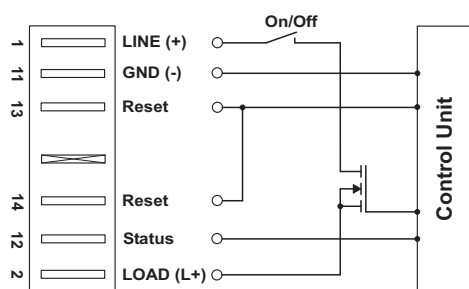 On/Off
1 LINE (+)
11 GND (-)
13 Reset
14 Reset
12 Status
2 LOAD (L+)
Control Unit